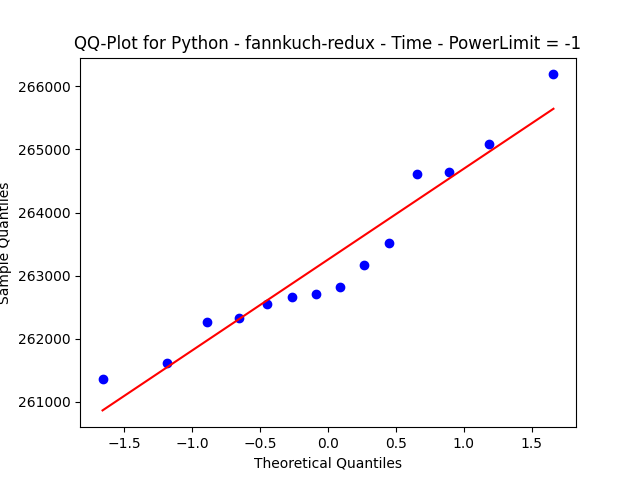 QQ-Plot for Python - fannkuch-redux - Time - PowerLimit = -1
266000
265000
264000
263000
262000
261000
Sample Quantiles
−1.5 −1.0 −0.5 0.0 0.5 1.0 1.5
Theoretical Quantiles